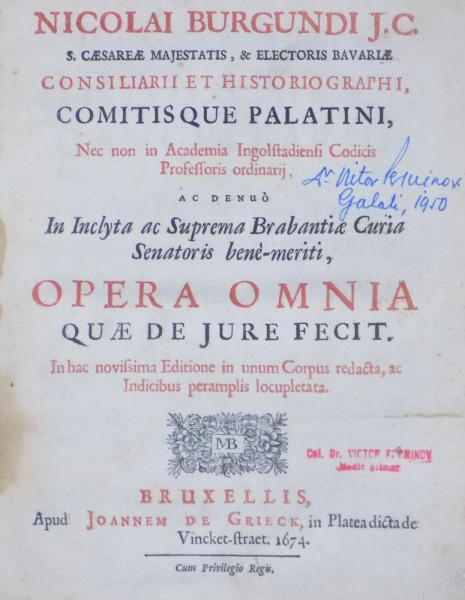 NICOLAI BURGUNDI J.C.
S. CÆSAREÆ MAJESTATIS, & ELECTORIS BAVARIÆ
CONSILIARII ET HISTORIOGRAPHI,
COMITISQUE PALATINI,
Nec non in Academia Ingolſtadienſi Codicis
Profeſſoris ordinarij,
Galati, 1950
AC DENUÒ
In Inclyta ac Suprema Brabantiæ Curia
Senatoris benè-meriti,
OPERA OMNIA
QUÆ DE JURE FECIT.
In hac noviſſima Editione in unum Corpus redacta, ac
Indicibus peramplis locupletata.
MB
Col. Dr. VICTOR
Medic primar
BRUXELLIS,
Apud JOANNEM DE GRIECK, in Platea dicta de
Vincket-ſtraet. 1674.
Cum Privilegio Regis.